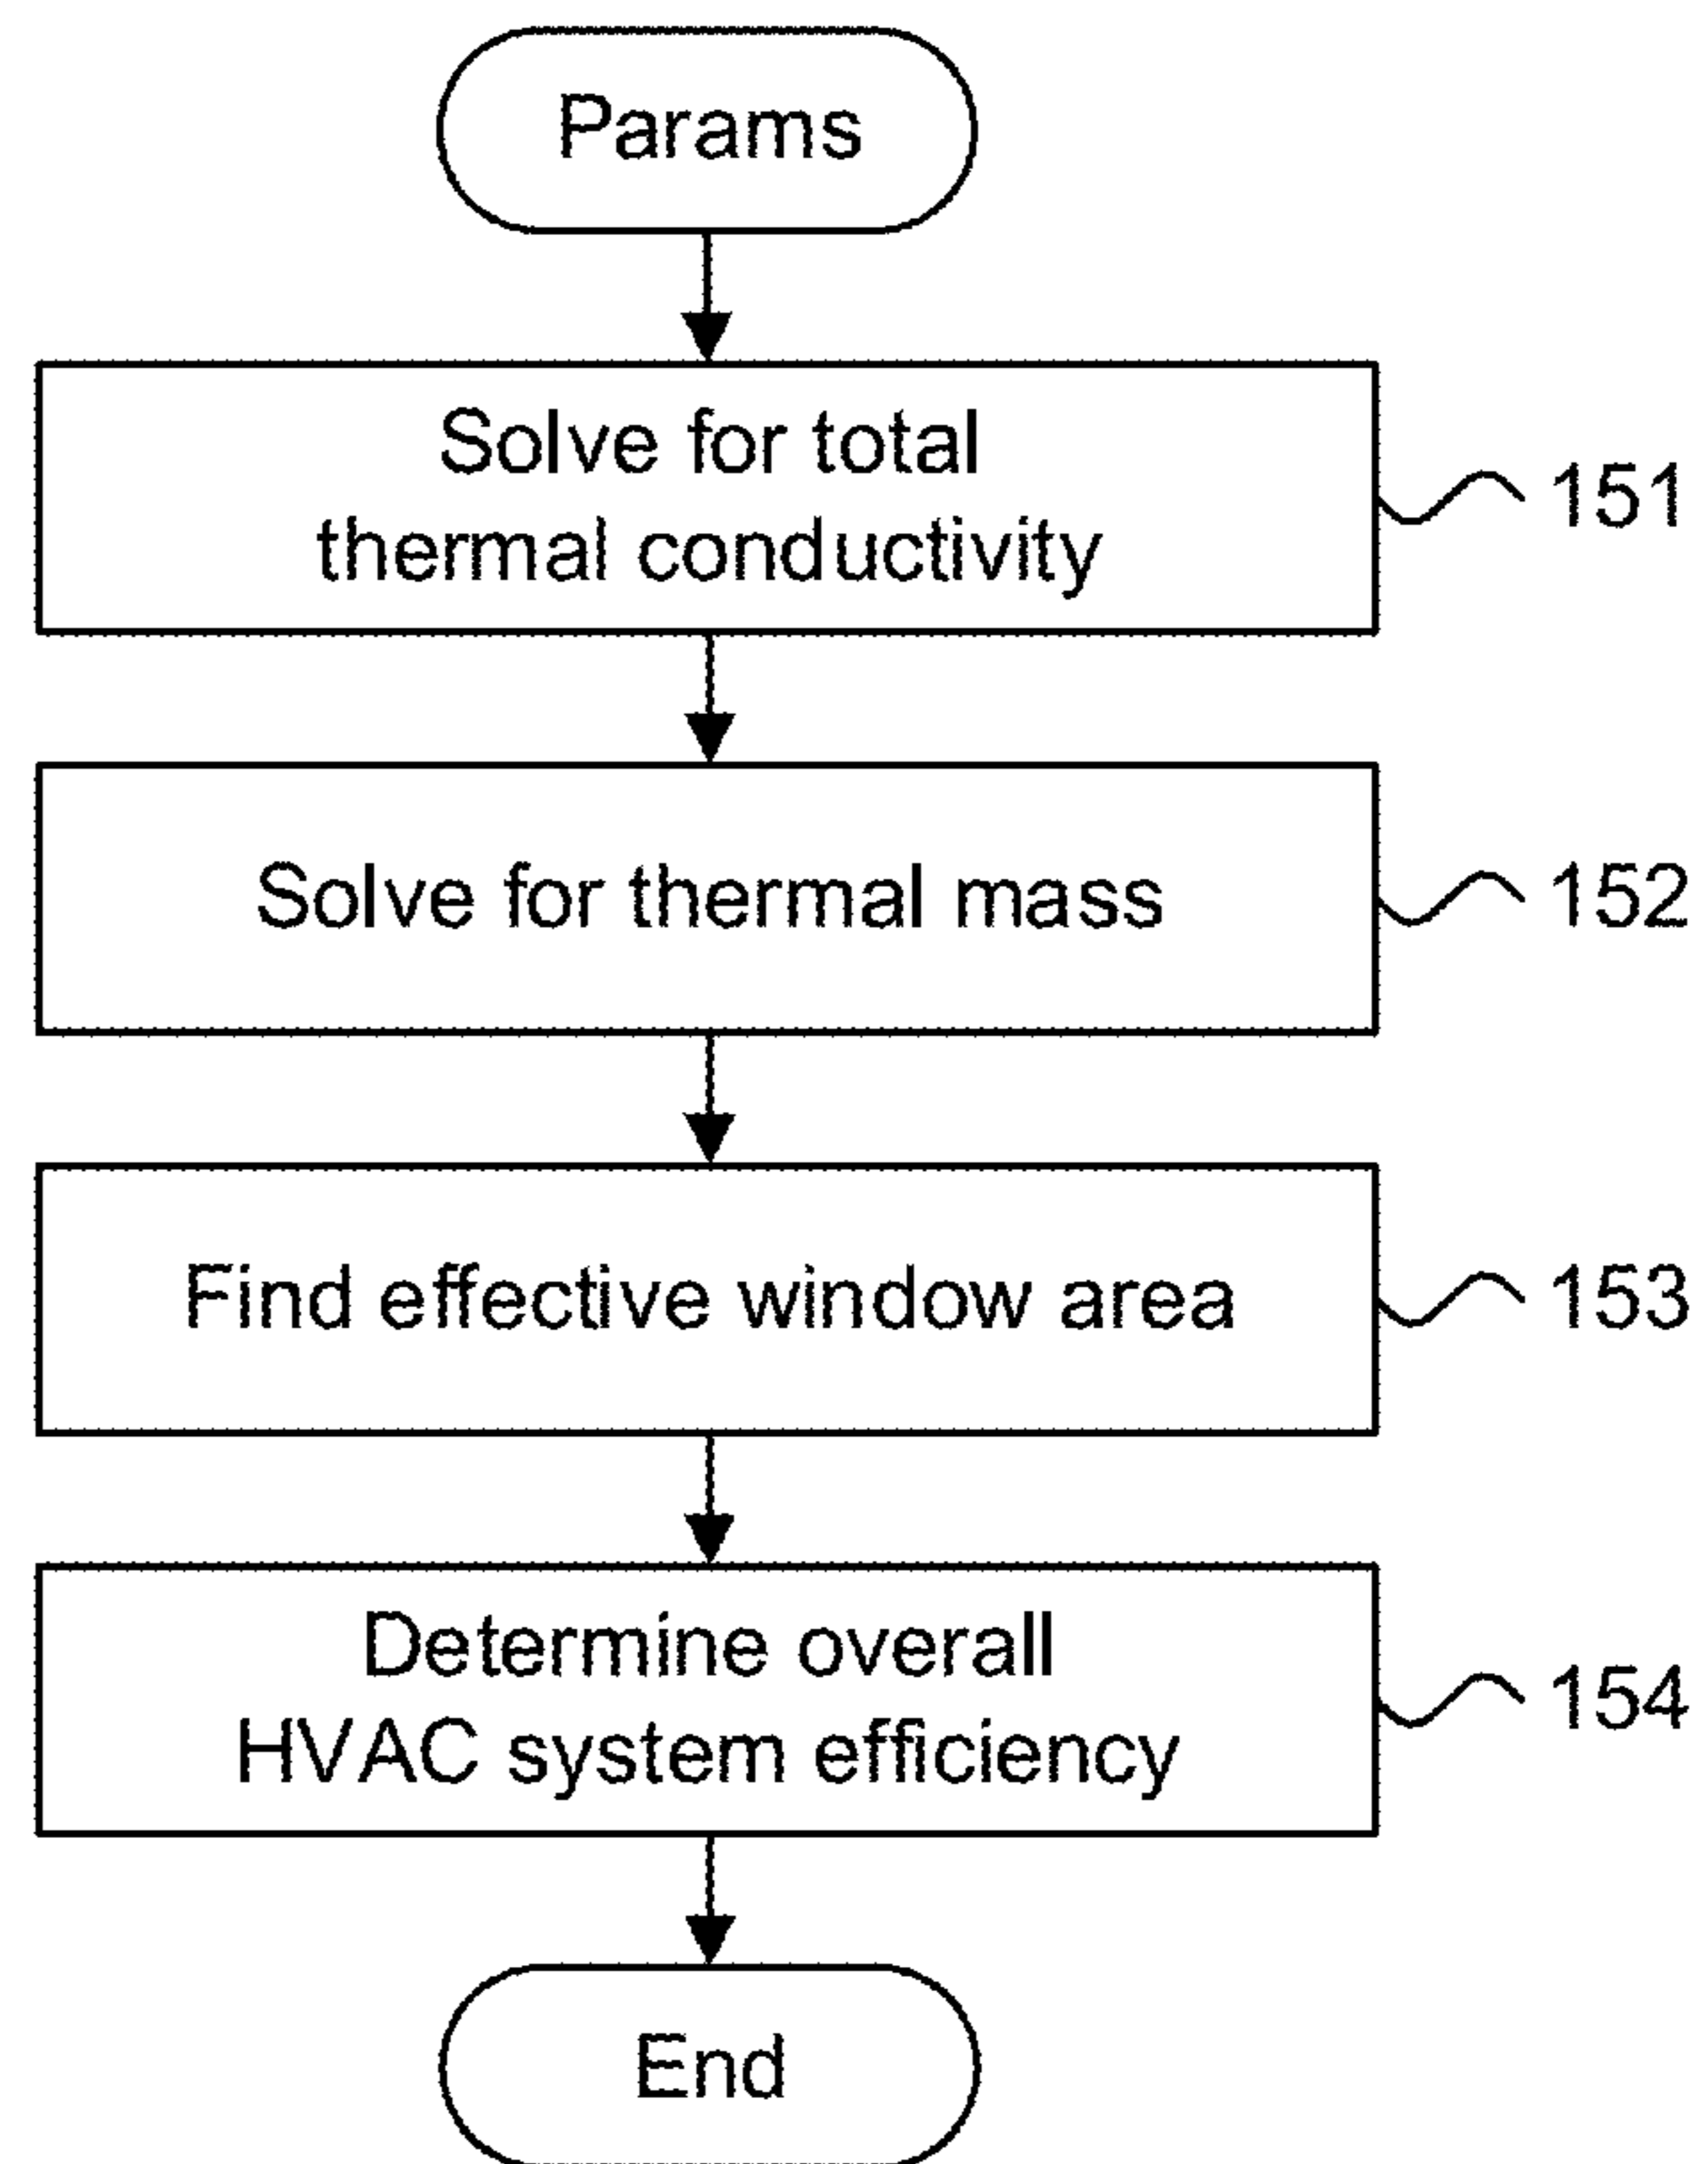 Params
Solve for total
thermal conductivity
151
Solve for thermal mass
152
Find effective window area
153
Determine overall
HVAC system efficiency
154
End